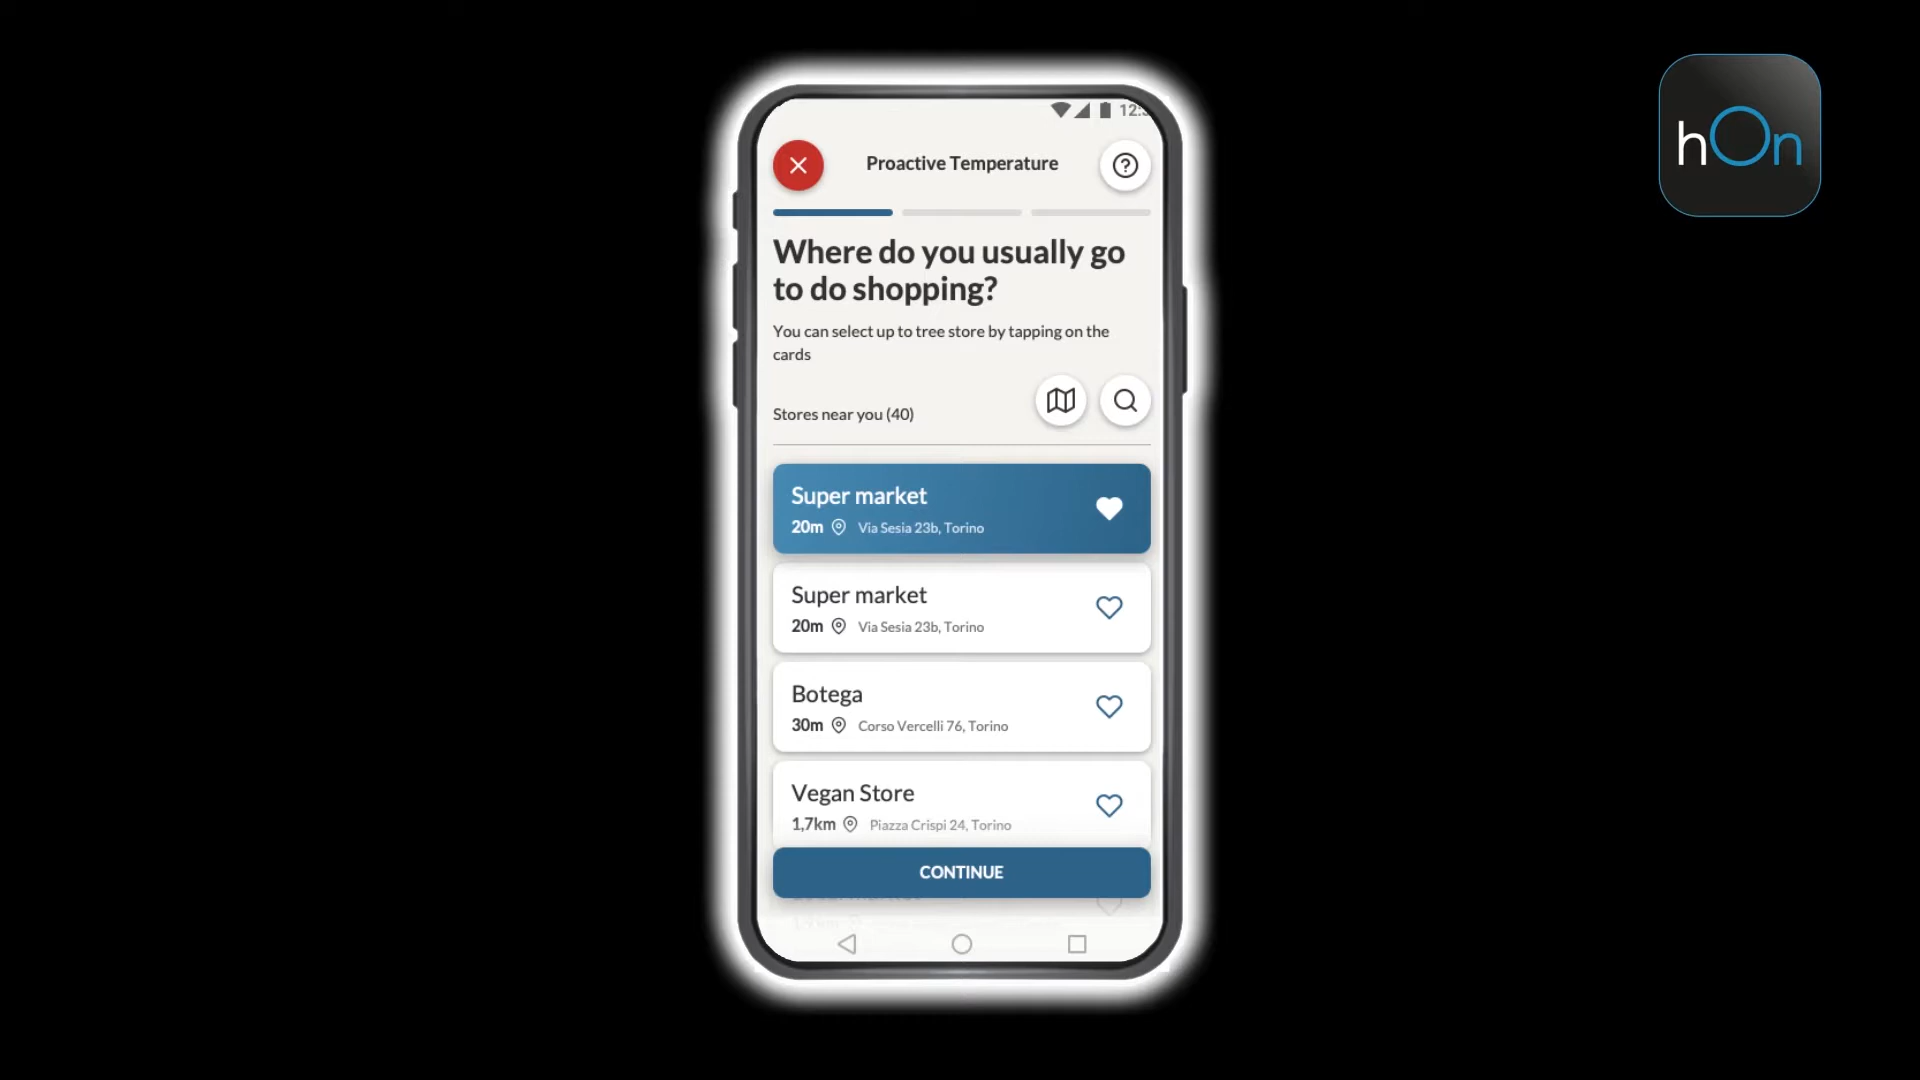 hOn
12:
Proactive Temperature
Where do you usually go
to do shopping?
You can select up to tree store by tapping on the
cards
Stores near you (40)
Super market
20m Via Sesia 23b, Torino
Super market
20m Via Sesia 23b, Torino
Botega
30m Corso Vercelli 76, Torino
Vegan Store
1,7km Piazza Crispi 24, Torino
CONTINUE